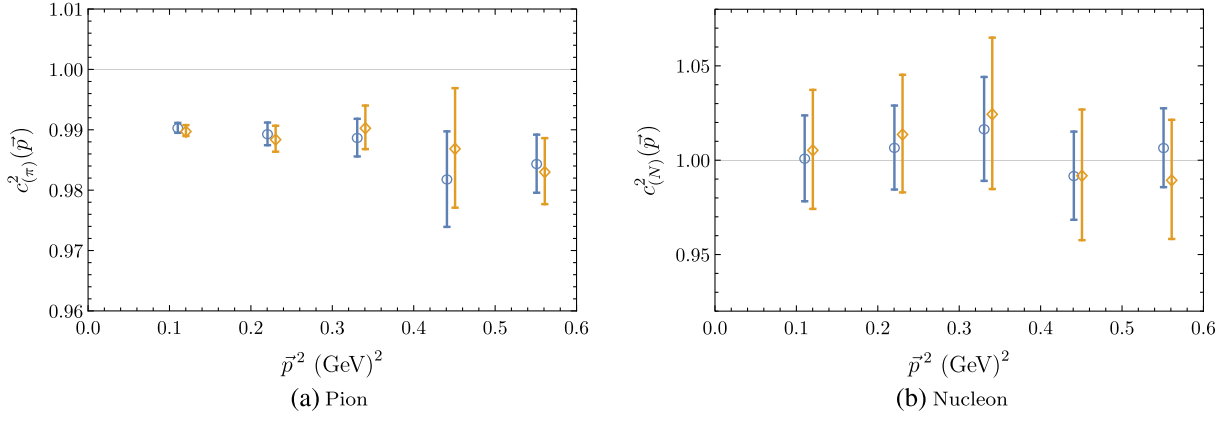 1.01
1.00
0.99
0.98
0.97
0.96
c²₍π₎(p⃗)
0.0 0.1 0.2 0.3 0.4 0.5 0.6
p⃗ ² (GeV)²
(a) Pion
1.05
1.00
0.95
c²₍N₎(p⃗)
0.0 0.1 0.2 0.3 0.4 0.5 0.6
p⃗ ² (GeV)²
(b) Nucleon